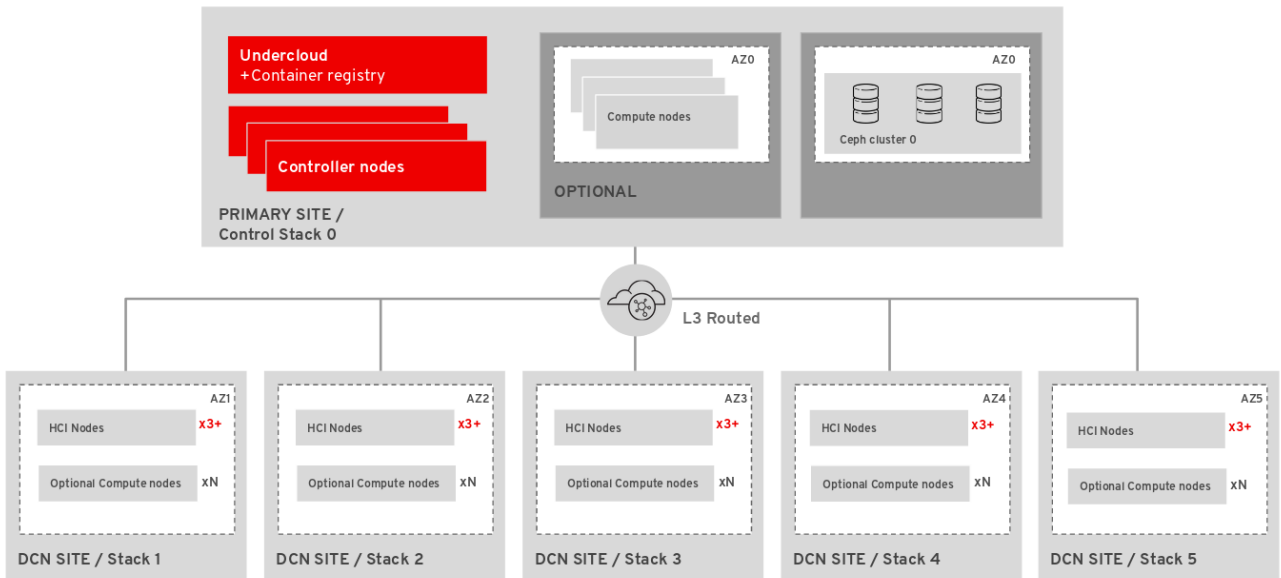 Undercloud
+Container registry
Controller nodes
PRIMARY SITE /
Control Stack 0
AZ0
Compute nodes
OPTIONAL
AZ0
Ceph cluster 0
L3 Routed
AZ1
HCI Nodes
x3+
Optional Compute nodes
xN
DCN SITE / Stack 1
AZ2
HCI Nodes
x3+
Optional Compute nodes
xN
DCN SITE / Stack 2
AZ3
HCI Nodes
x3+
Optional Compute nodes
xN
DCN SITE / Stack 3
AZ4
HCI Nodes
x3+
Optional Compute nodes
xN
DCN SITE / Stack 4
AZ5
HCI Nodes
x3+
Optional Compute nodes
xN
DCN SITE / Stack 5